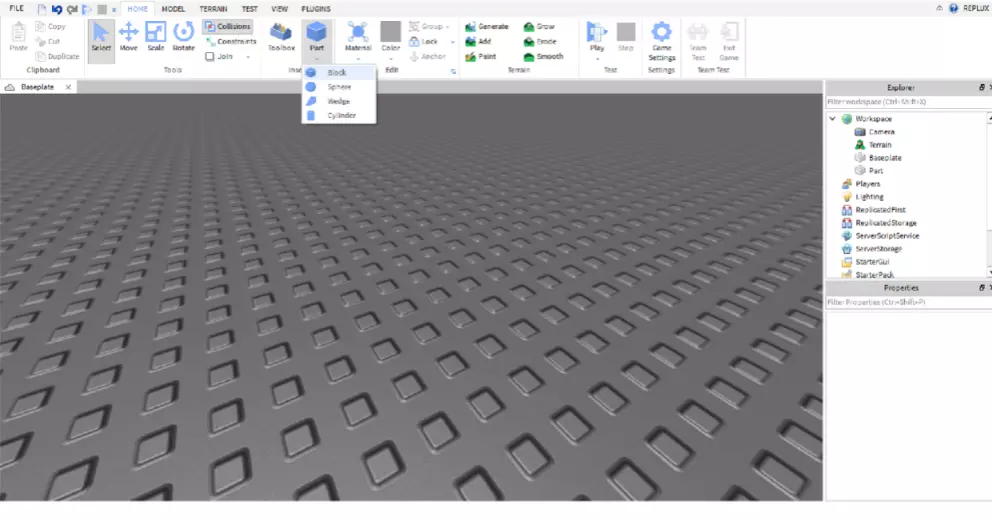 FILE HOME MODEL TERRAIN TEST VIEW PLUGINS REPLUX
Copy Collisions Group Generate Grow
Paste Cut Select Move Scale Rotate Constraints Toolbox Part Material Color Lock Add Erode Play Stop Game Settings Team Test Exit Game
Duplicate Join Anchor Paint Smooth
Clipboard Tools Inse Edit Terrain Test Settings Team Test
Block
Baseplate Sphere Explorer
Wedge Filter workspace (Ctrl+Shift+X)
Cylinder
Workspace
Camera
Terrain
Baseplate
Part
Players
Lighting
ReplicatedFirst
ReplicatedStorage
ServerScriptService
ServerStorage
StarterGui
StarterPack
Properties
Filter Properties (Ctrl+Shift+P)